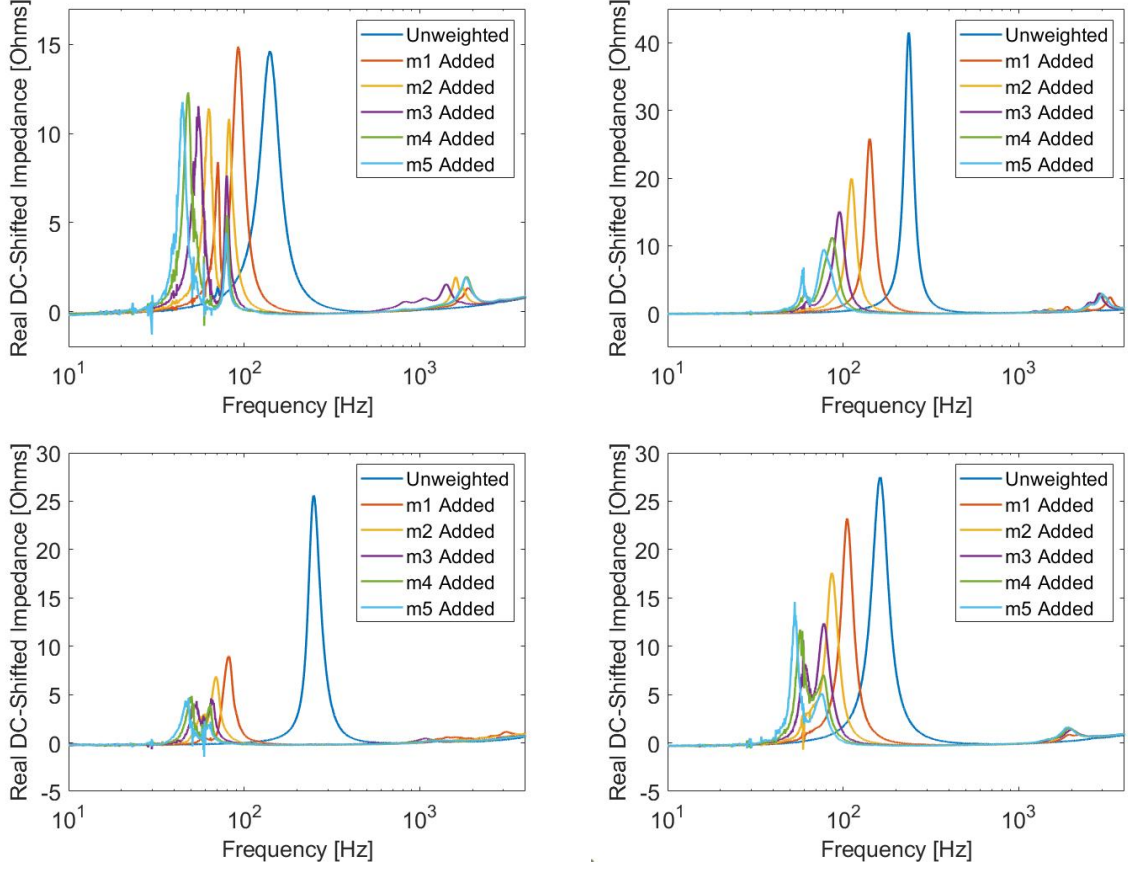 Real DC-Shifted Impedance [Ohms]
15
10
5
0
10^1
10^2
10^3
Frequency [Hz]
Unweighted
m1 Added
m2 Added
m3 Added
m4 Added
m5 Added
Real DC-Shifted Impedance [Ohms]
40
30
20
10
0
10^1
10^2
10^3
Frequency [Hz]
Unweighted
m1 Added
m2 Added
m3 Added
m4 Added
m5 Added
Real DC-Shifted Impedance [Ohms]
30
25
20
15
10
5
0
-5
10^1
10^2
10^3
Frequency [Hz]
Unweighted
m1 Added
m2 Added
m3 Added
m4 Added
m5 Added
Real DC-Shifted Impedance [Ohms]
30
25
20
15
10
5
0
-5
10^1
10^2
10^3
Frequency [Hz]
Unweighted
m1 Added
m2 Added
m3 Added
m4 Added
m5 Added